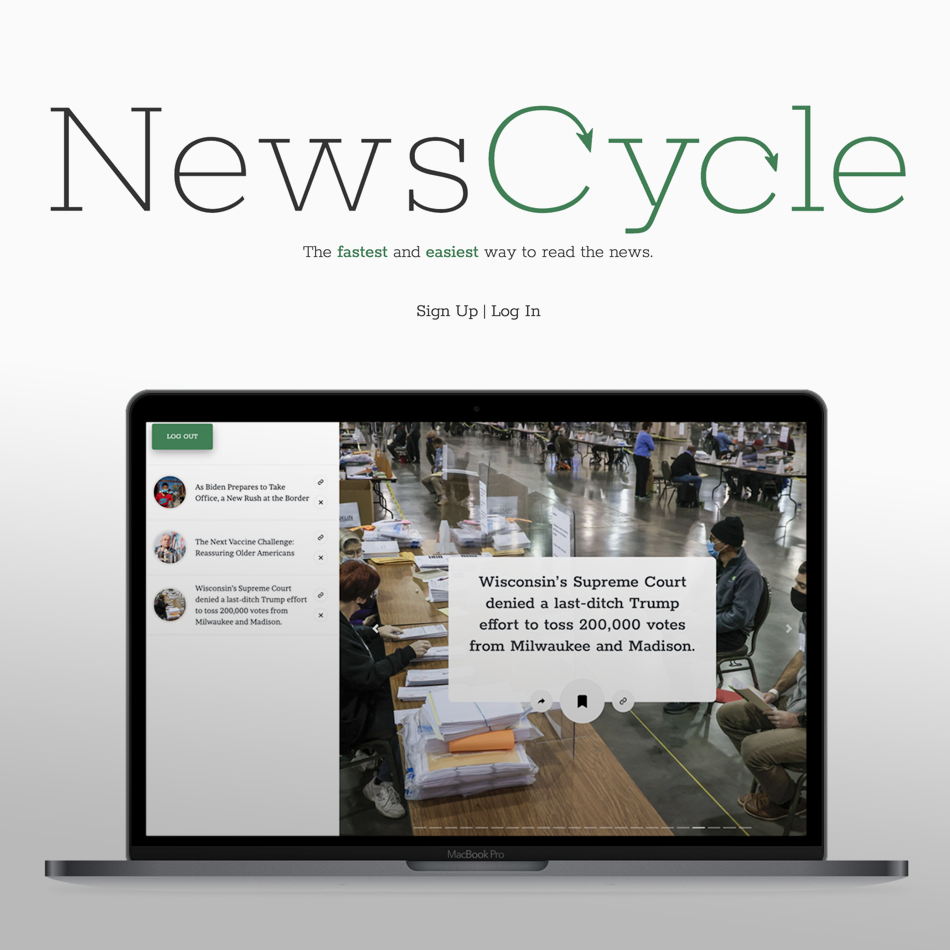 NewsCycle
The fastest and easiest way to read the news.
Sign Up | Log In
LOG OUT
As Biden Prepares to Take
Office, a New Rush at the Border
The Next Vaccine Challenge:
Reassuring Older Americans
Wisconsin's Supreme Court
denied a last-ditch Trump effort
to toss 200,000 votes from
Milwaukee and Madison.
Wisconsin's Supreme Court
denied a last-ditch Trump
effort to toss 200,000 votes
from Milwaukee and Madison.
MacBook Pro